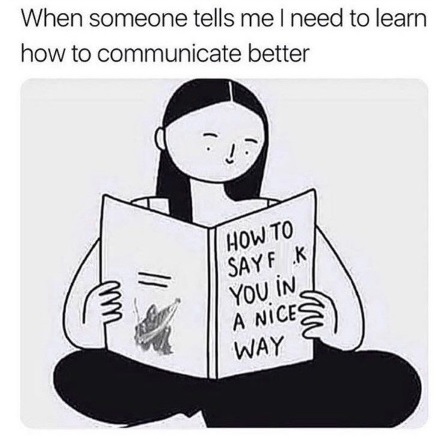 When someone tells me I need to learn
how to communicate better
HOW TO
SAY F .K
YOU iN
A NiCE
WAY